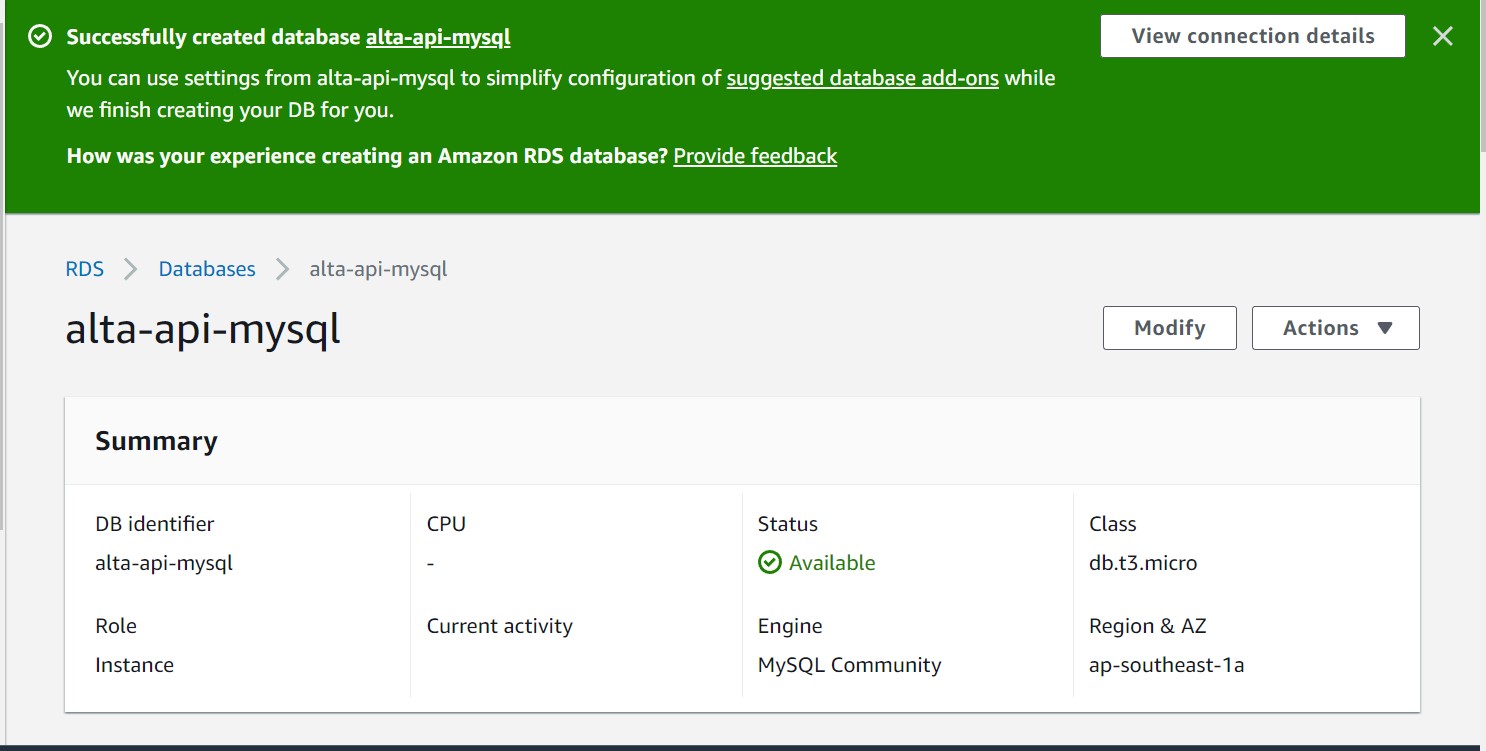 Successfully created database alta-api-mysql
View connection details
You can use settings from alta-api-mysql to simplify configuration of suggested database add-ons while
we finish creating your DB for you.
How was your experience creating an Amazon RDS database? Provide feedback
RDS > Databases > alta-api-mysql
alta-api-mysql
Modify
Actions
Summary
DB identifier
alta-api-mysql
CPU
-
Status
Available
Class
db.t3.micro
Role
Instance
Current activity
Engine
MySQL Community
Region & AZ
ap-southeast-1a